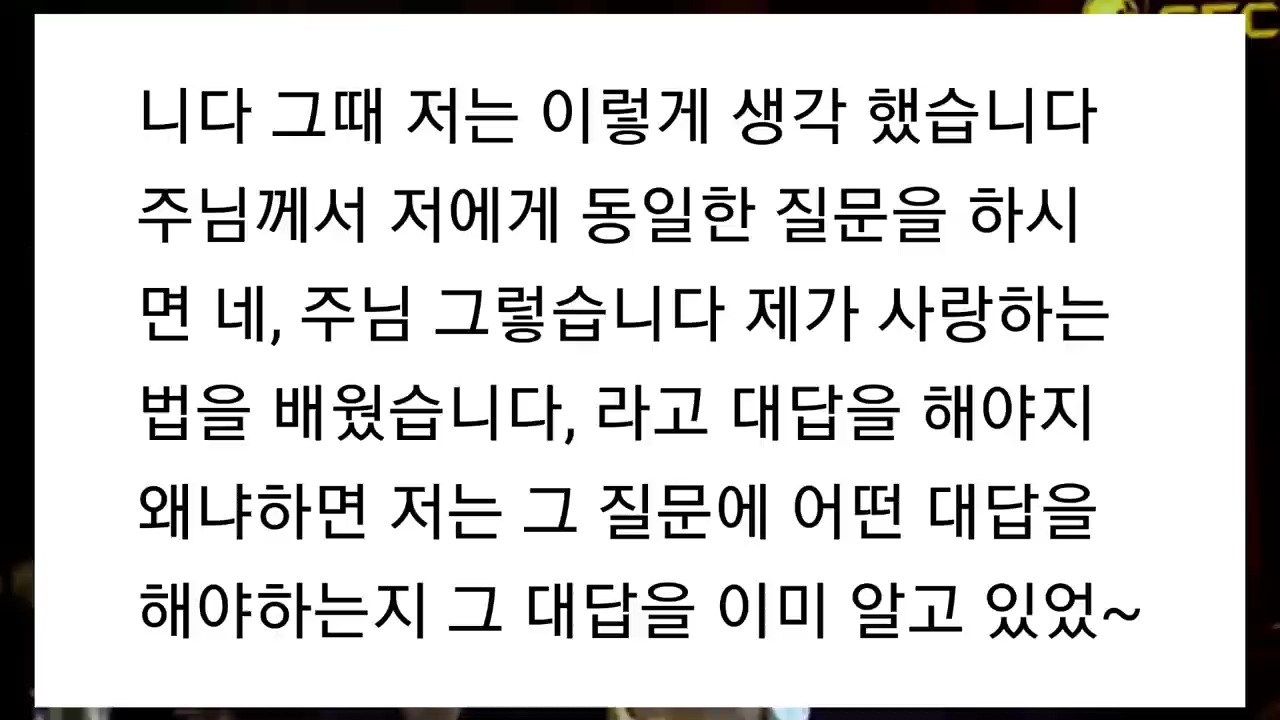 니다 그때 저는 이렇게 생각 했습니다
주님께서 저에게 동일한 질문을 하시
면 네, 주님 그렇습니다 제가 사랑하는
법을 배웠습니다, 라고 대답을 해야지
왜냐하면 저는 그 질문에 어떤 대답을
해야하는지 그 대답을 이미 알고 있었~